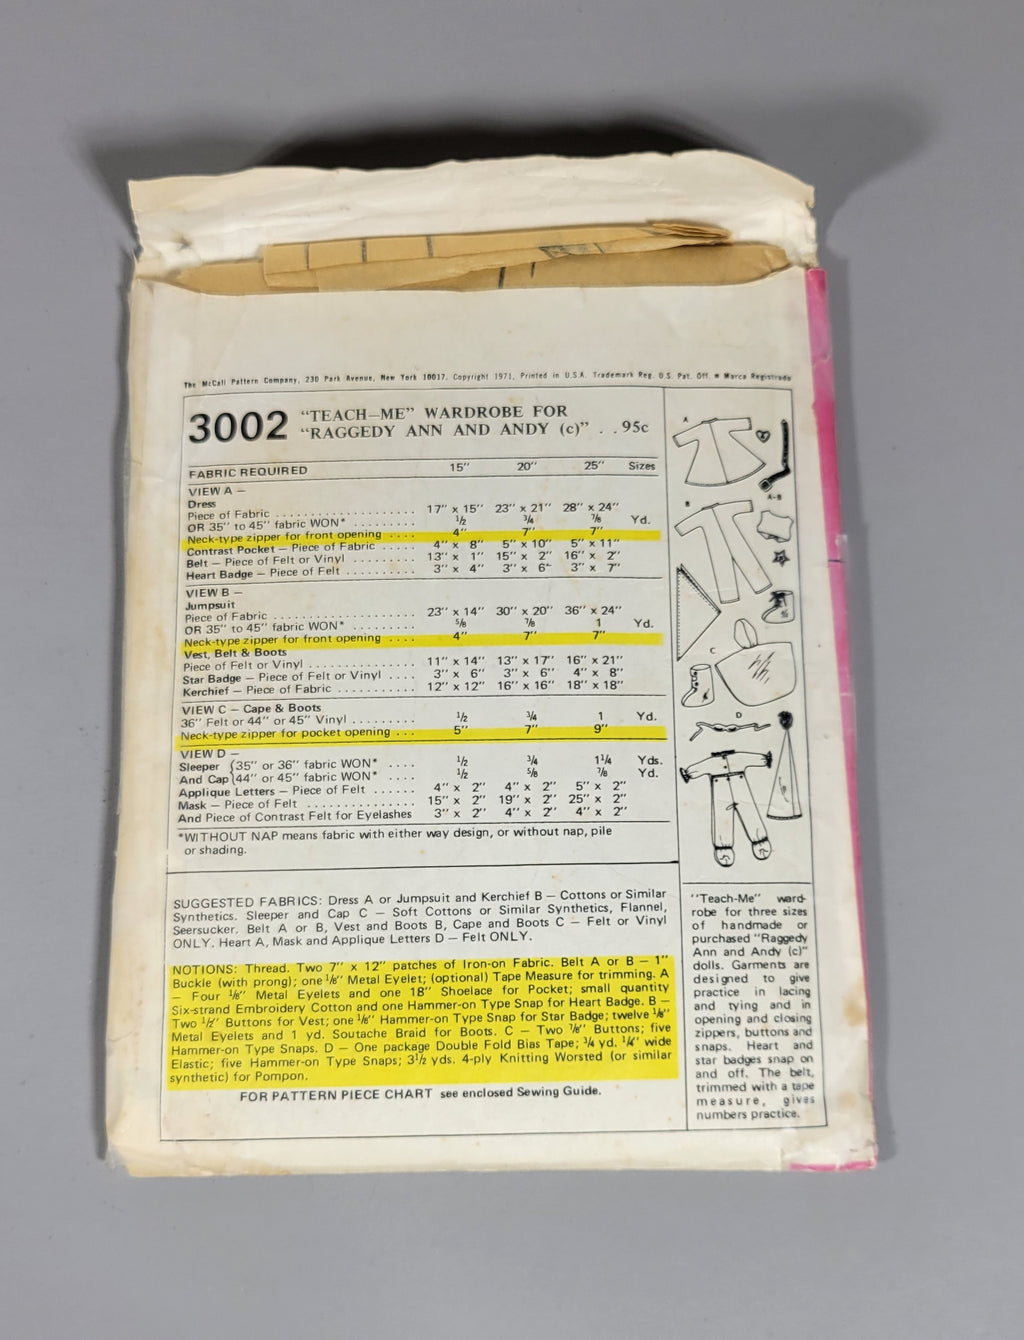 The McCall Pattern Company, 230 Park Avenue, New York 10017. Copyright 1971, Printed in U.S.A. Trademark Reg. U.S. Pat. Off. * Marca Registrada
3002 "TEACH–ME" WARDROBE FOR
"RAGGEDY ANN AND ANDY (c)" . . 95c
FABRIC REQUIRED 15" 20" 25" Sizes
VIEW A –
Dress
Piece of Fabric 17" x 15" 23" x 21" 28" x 24"
OR 35" to 45" fabric WON* 1/2 3/4 7/8 Yd.
Neck-type zipper for front opening 4" 7" 7"
Contrast Pocket – Piece of Fabric 4" x 8" 5" x 10" 5" x 11"
Belt – Piece of Felt or Vinyl 13" x 1" 15" x 2" 16" x 2"
Heart Badge – Piece of Felt 3" x 4" 3" x 6" 3" x 7"
VIEW B –
Jumpsuit
Piece of Fabric 23" x 14" 30" x 20" 36" x 24"
OR 35" to 45" fabric WON* 5/8 7/8 1 Yd.
Neck-type zipper for front opening 4" 7" 7"
Vest, Belt & Boots
Piece of Felt or Vinyl 11" x 14" 13" x 17" 16" x 21"
Star Badge – Piece of Felt or Vinyl 3" x 6" 3" x 6" 4" x 8"
Kerchief – Piece of Fabric 12" x 12" 16" x 16" 18" x 18"
VIEW C – Cape & Boots
36" Felt or 44" or 45" Vinyl 1/2 3/4 1 Yd.
Neck-type zipper for pocket opening 5" 7" 9"
VIEW D –
Sleeper {35" or 36" fabric WON* 1/2 3/4 1 1/4 Yds.
And Cap {44" or 45" fabric WON* 1/2 5/8 7/8 Yd.
Applique Letters – Piece of Felt 4" x 2" 4" x 2" 5" x 2"
Mask – Piece of Felt 15" x 2" 19" x 2" 25" x 2"
And Piece of Contrast Felt for Eyelashes 3" x 2" 4" x 2" 4" x 2"
*WITHOUT NAP means fabric with either way design, or without nap, pile
or shading.
SUGGESTED FABRICS: Dress A or Jumpsuit and Kerchief B – Cottons or Similar
Synthetics. Sleeper and Cap C – Soft Cottons or Similar Synthetics, Flannel,
Seersucker. Belt A or B, Vest and Boots B, Cape and Boots C – Felt or Vinyl
ONLY. Heart A, Mask and Applique Letters D – Felt ONLY.
NOTIONS: Thread. Two 7" x 12" patches of Iron-on Fabric. Belt A or B – 1"
Buckle (with prong); one 1/8" Metal Eyelet; (optional) Tape Measure for trimming. A
– Four 1/8" Metal Eyelets and one 18" Shoelace for Pocket; small quantity
Six-strand Embroidery Cotton and one Hammer-on Type Snap for Heart Badge. B –
Two 1/2" Buttons for Vest; one Hammer-on Type Snap for Star Badge; twelve 1/8"
Metal Eyelets and 1 yd. Soutache Braid for Boots. C – Two 7/8" Buttons; five
Hammer-on Type Snaps. D – One package Double Fold Bias Tape; 3/4 yd. 1/4" wide
Elastic; five Hammer-on Type Snaps; 3 1/2 yds. 4-ply Knitting Worsted (or similar
synthetic) for Pompon.
FOR PATTERN PIECE CHART see enclosed Sewing Guide.
A
A-B
B
C
D
"Teach-Me" ward-
robe for three sizes
of handmade or
purchased "Raggedy
Ann and Andy (c)"
dolls. Garments are
designed to give
practice in lacing
and tying and in
opening and closing
zippers, buttons and
snaps. Heart and
star badges snap on
and off. The belt,
trimmed with a tape
measure, gives
numbers practice.